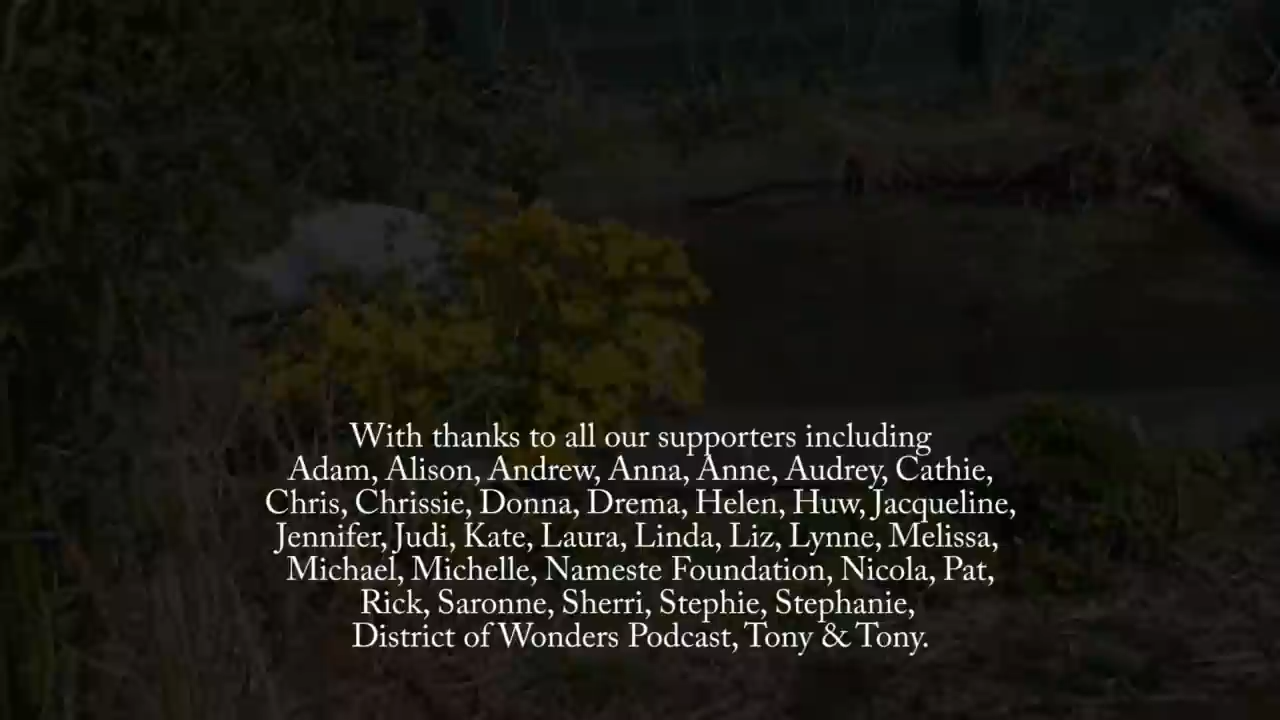 With thanks to all our supporters including
Adam, Alison, Andrew, Anna, Anne, Audrey, Cathie,
Chris, Chrissie, Donna, Drema, Helen, Huw, Jacqueline,
Jennifer, Judi, Kate, Laura, Linda, Liz, Lynne, Melissa,
Michael, Michelle, Nameste Foundation, Nicola, Pat,
Rick, Saronne, Sherri, Stephie, Stephanie,
District of Wonders Podcast, Tony & Tony.